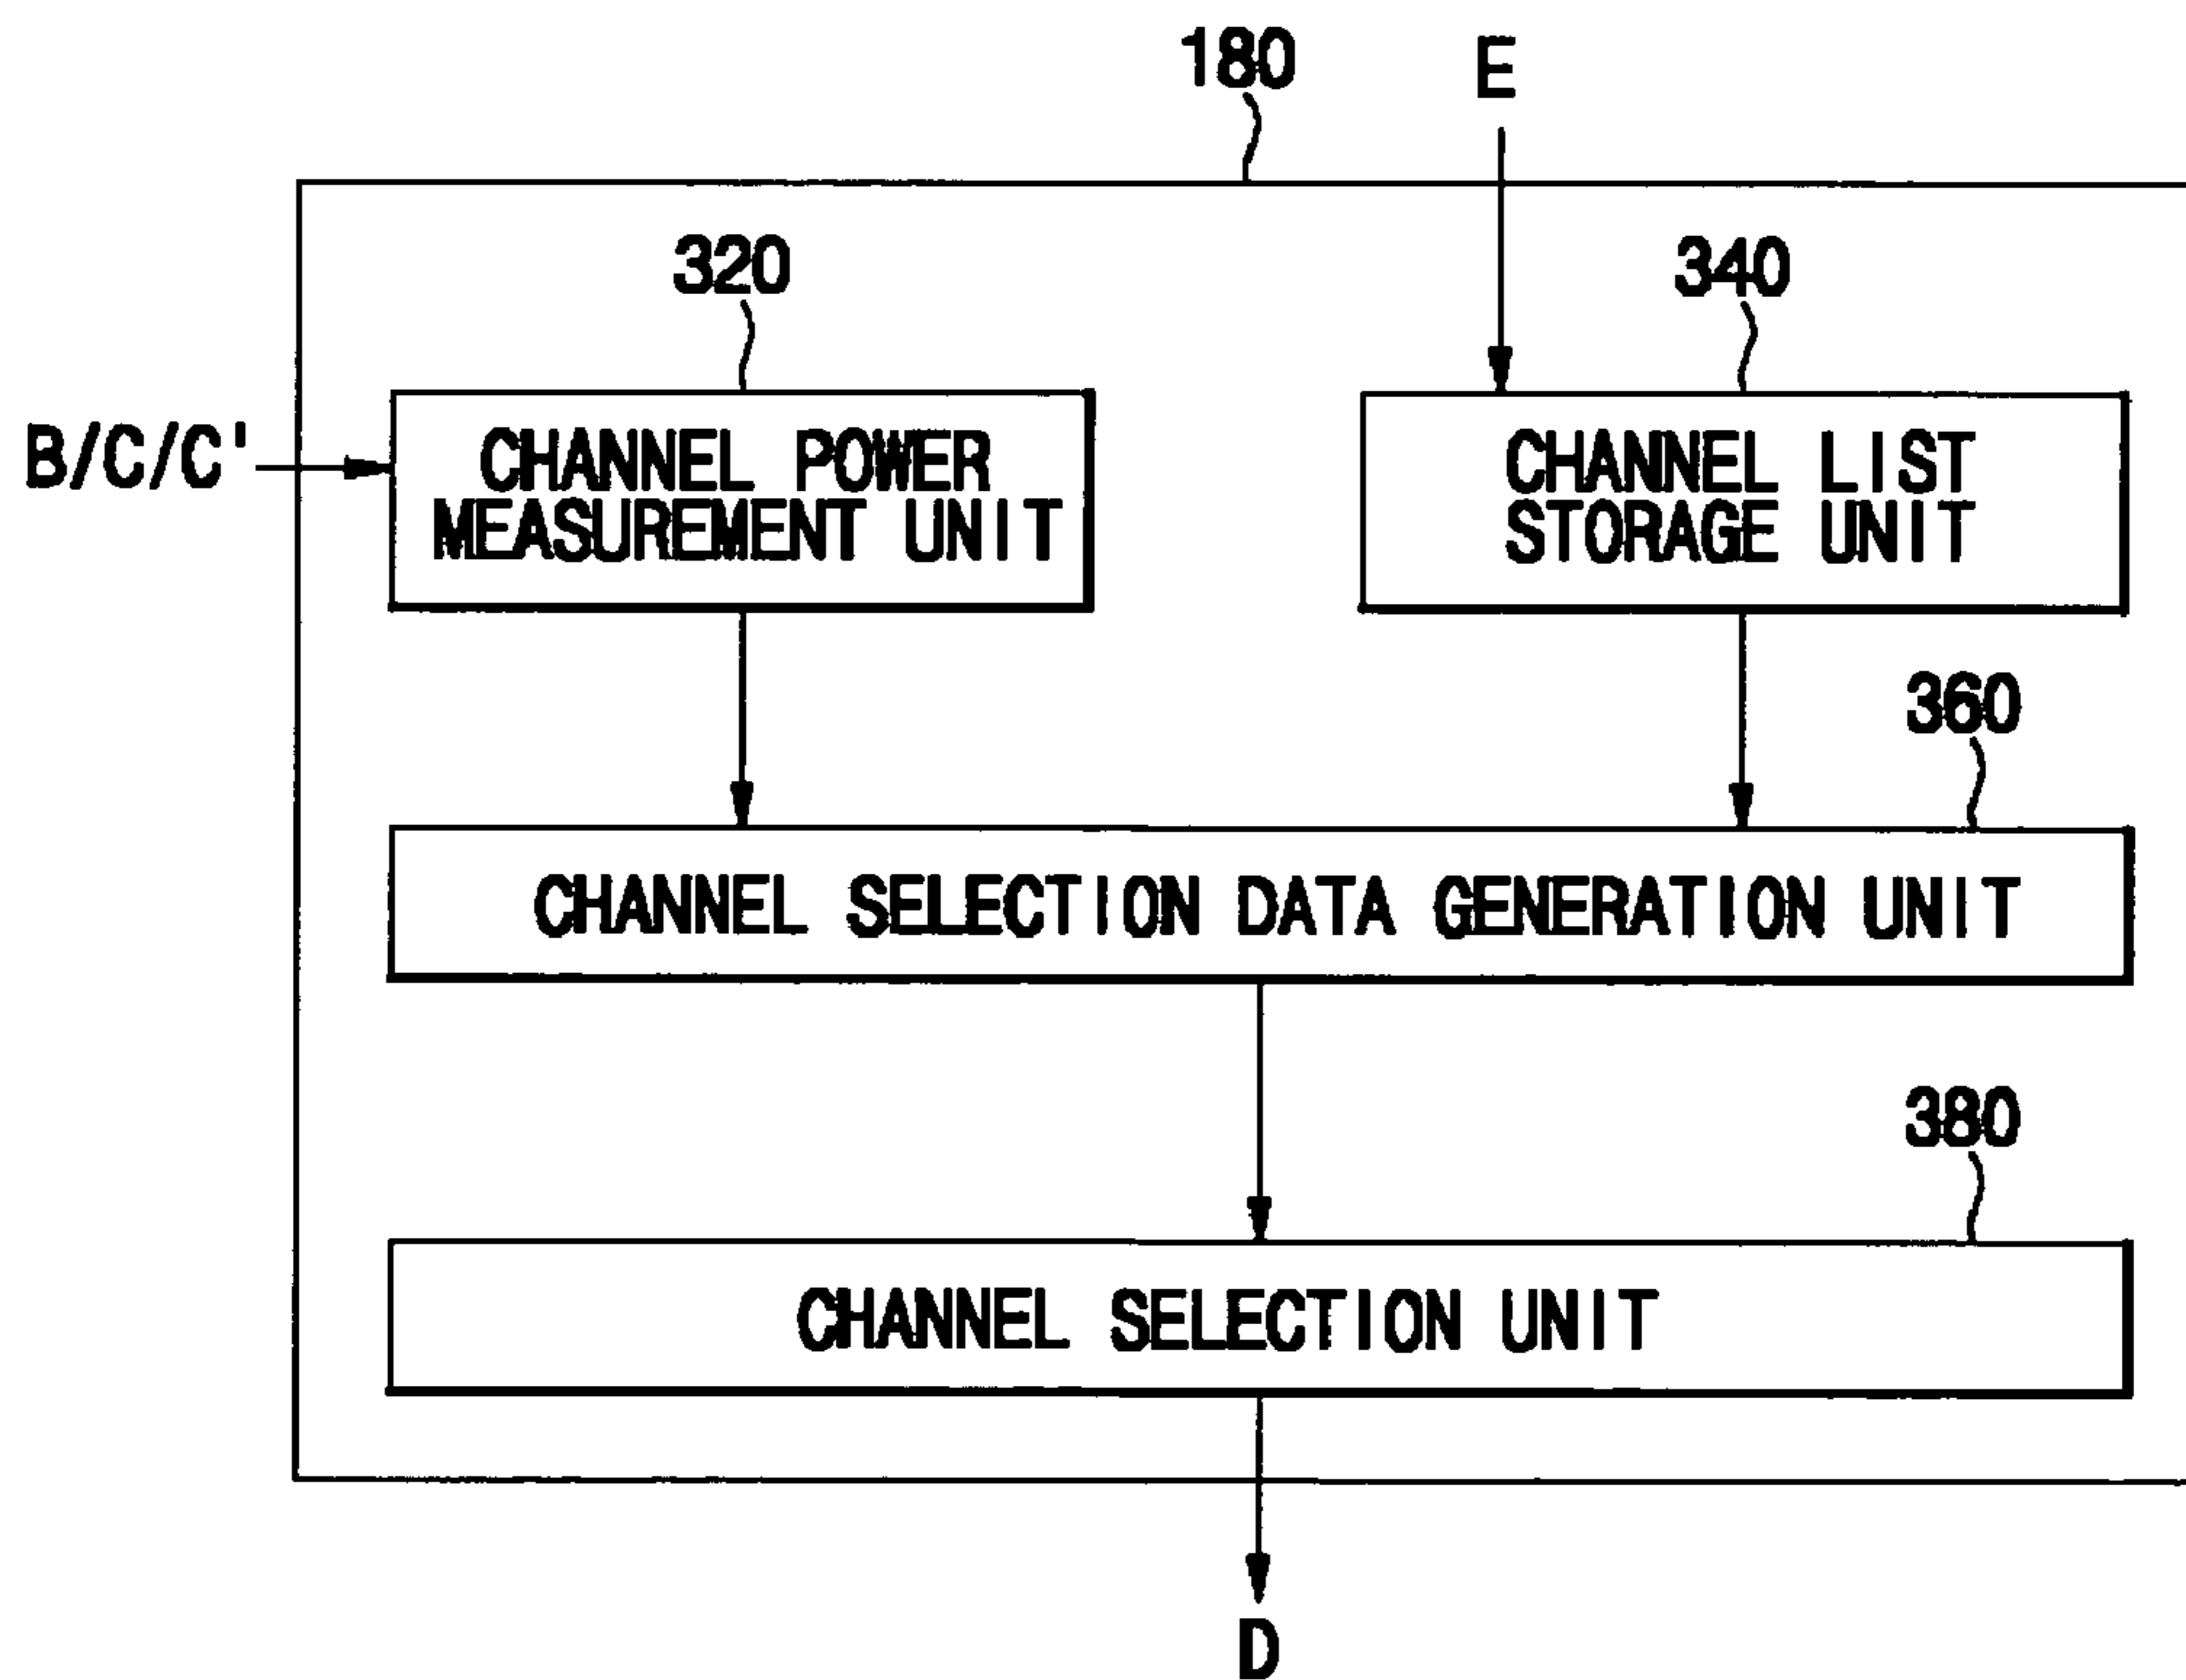 180
E
320
340
B/C/C'
CHANNEL POWER
MEASUREMENT UNIT
CHANNEL LIST
STORAGE UNIT
360
CHANNEL SELECTION DATA GENERATION UNIT
380
CHANNEL SELECTION UNIT
D